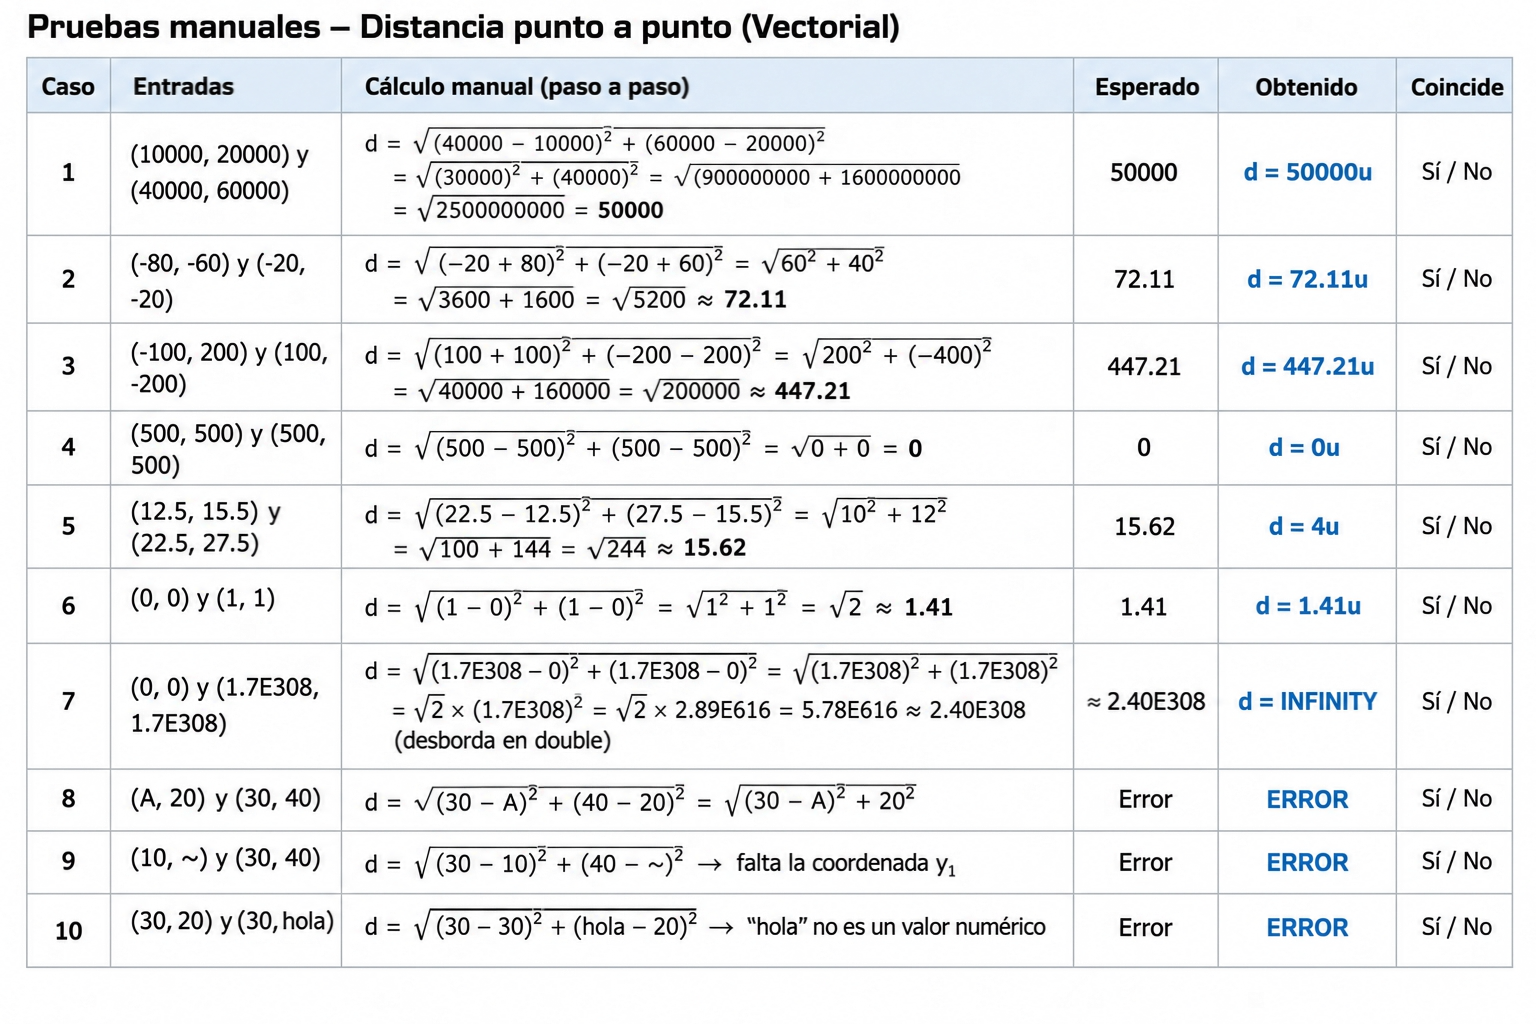 Pruebas manuales – Distancia punto a punto (Vectorial)
Caso Entradas Cálculo manual (paso a paso) Esperado Obtenido Coincide
1
(10000, 20000) y
(40000, 60000)
d = √(40000 − 10000)² + (60000 − 20000)²
= √(30000)² + (40000)² = √(900000000 + 1600000000
= √2500000000 = 50000
50000
d = 50000u
Sí / No
2
(-80, -60) y (-20,
-20)
d = √(−20 + 80)² + (−20 + 60)² = √60² + 40²
= √3600 + 1600 = √5200 ≈ 72.11
72.11
d = 72.11u
Sí / No
3
(-100, 200) y (100,
-200)
d = √(100 + 100)² + (−200 − 200)² = √200² + (−400)²
= √40000 + 160000 = √200000 ≈ 447.21
447.21
d = 447.21u
Sí / No
4
(500, 500) y (500,
500)
d = √(500 − 500)² + (500 − 500)² = √0 + 0 = 0
0
d = 0u
Sí / No
5
(12.5, 15.5) y
(22.5, 27.5)
d = √(22.5 − 12.5)² + (27.5 − 15.5)² = √10² + 12²
= √100 + 144 = √244 ≈ 15.62
15.62
d = 4u
Sí / No
6
(0, 0) y (1, 1)
d = √(1 − 0)² + (1 − 0)² = √1² + 1² = √2 ≈ 1.41
1.41
d = 1.41u
Sí / No
7
(0, 0) y (1.7E308,
1.7E308)
d = √(1.7E308 – 0)² + (1.7E308 – 0)² = √(1.7E308)² + (1.7E308)²
= √2 × (1.7E308)² = √2 × 2.89E616 = 5.78E616 ≈ 2.40E308
(desborda en double)
≈ 2.40E308
d = INFINITY
Sí / No
8
(A, 20) y (30, 40)
d = √(30 − A)² + (40 − 20)² = √(30 − A)² + 20²
Error
ERROR
Sí / No
9
(10, ~) y (30, 40)
d = √(30 − 10)² + (40 − ~)² → falta la coordenada y₁
Error
ERROR
Sí / No
10
(30, 20) y (30, hola)
d = √(30 − 30)² + (hola − 20)² → “hola” no es un valor numérico
Error
ERROR
Sí / No